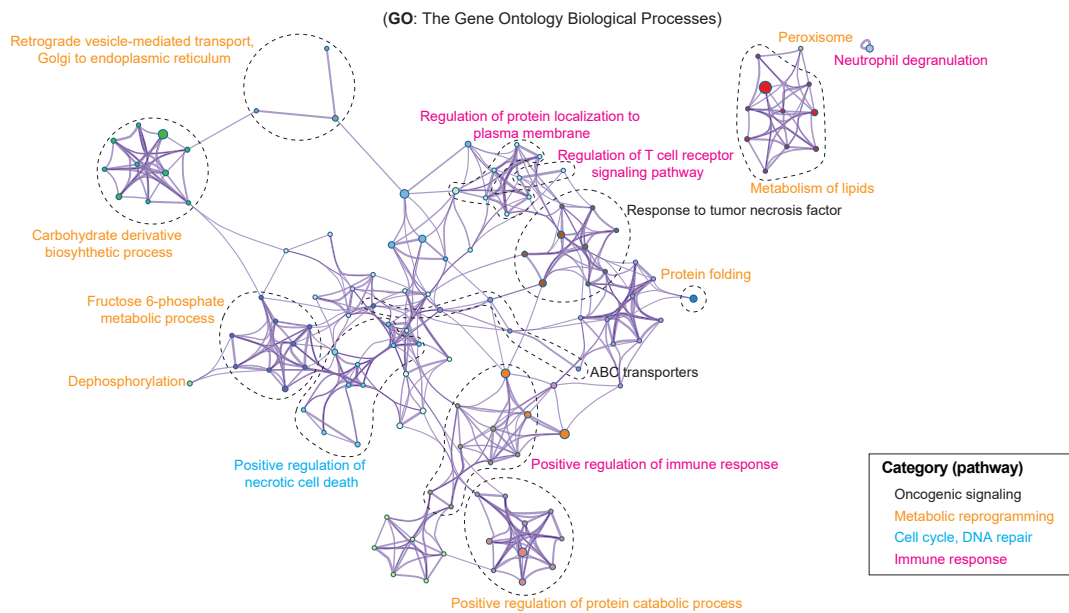 (GO: The Gene Ontology Biological Processes)
Retrograde vesicle-mediated transport,
Golgi to endoplasmic reticulum
Peroxisome
Neutrophil degranulation
Regulation of protein localization to
plasma membrane
Regulation of T cell receptor
signaling pathway
Metabolism of lipids
Response to tumor necrosis factor
Carbohydrate derivative
biosyhthetic process
Protein folding
Fructose 6-phosphate
metabolic process
Dephosphorylation
ABC transporters
Positive regulation of
necrotic cell death
Positive regulation of immune response
Category (pathway)
Oncogenic signaling
Metabolic reprogramming
Cell cycle, DNA repair
Immune response
Positive regulation of protein catabolic process